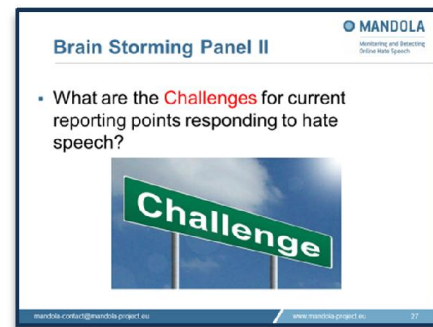 MANDOLA
Monitoring and Detecting
Online Hate Speech
Brain Storming Panel II
▪ What are the Challenges for current
reporting points responding to hate
speech?
Challenge
mandola-contact@mandola-project.eu
www.mandola-project.eu
27